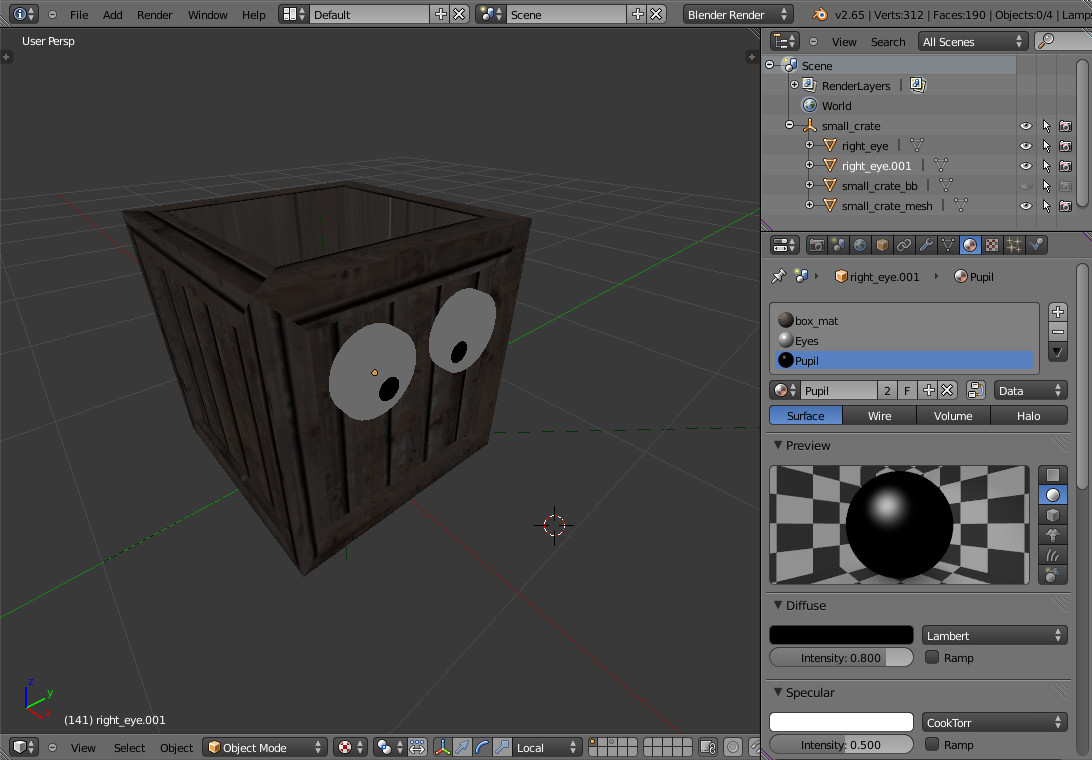 File Add Render Window Help Default Scene Blender Render v2.65 | Verts:312 | Faces:190 | Objects:0/4 | Lamp
User Persp
View Search All Scenes
Scene
RenderLayers |
World
small_crate
right_eye |
right_eye.001 |
small_crate_bb |
small_crate_mesh |
right_eye.001 Pupil
box_mat
Eyes
Pupil
Pupil 2 F Data
Surface Wire Volume Halo
Preview
Diffuse
Lambert
Intensity: 0.800 Ramp
Specular
CookTorr
Intensity: 0.500 Ramp
z
y
x
(141) right_eye.001
View Select Object Object Mode Local